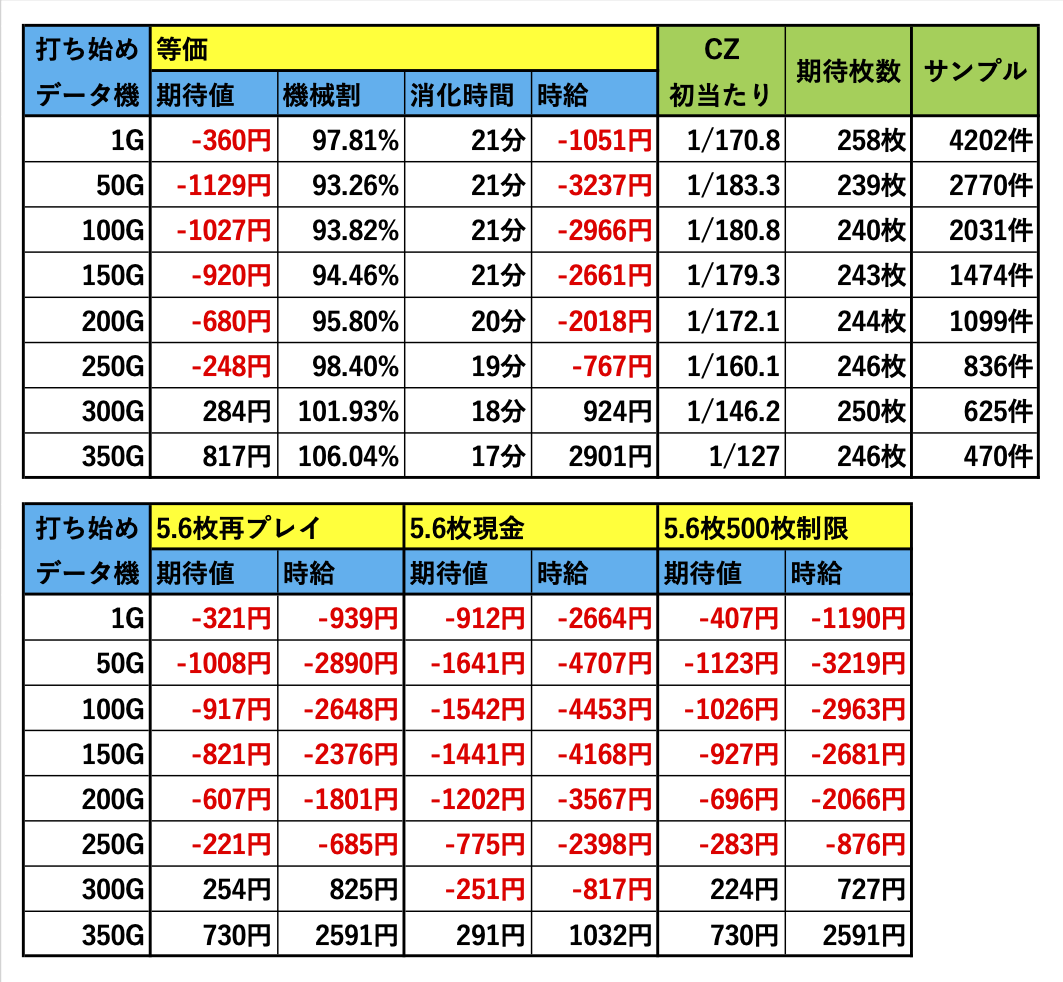 打ち始め 等価 CZ 期待枚数 サンプル
データ機 期待値 機械割 消化時間 時給 初当たり
1G -360円 97.81% 21分 -1051円 1/170.8 258枚 4202件
50G -1129円 93.26% 21分 -3237円 1/183.3 239枚 2770件
100G -1027円 93.82% 21分 -2966円 1/180.8 240枚 2031件
150G -920円 94.46% 21分 -2661円 1/179.3 243枚 1474件
200G -680円 95.80% 20分 -2018円 1/172.1 244枚 1099件
250G -248円 98.40% 19分 -767円 1/160.1 246枚 836件
300G 284円 101.93% 18分 924円 1/146.2 250枚 625件
350G 817円 106.04% 17分 2901円 1/127 246枚 470件
打ち始め 5.6枚再プレイ 5.6枚現金 5.6枚500枚制限
データ機 期待値 時給 期待値 時給 期待値 時給
1G -321円 -939円 -912円 -2664円 -407円 -1190円
50G -1008円 -2890円 -1641円 -4707円 -1123円 -3219円
100G -917円 -2648円 -1542円 -4453円 -1026円 -2963円
150G -821円 -2376円 -1441円 -4168円 -927円 -2681円
200G -607円 -1801円 -1202円 -3567円 -696円 -2066円
250G -221円 -685円 -775円 -2398円 -283円 -876円
300G 254円 825円 -251円 -817円 224円 727円
350G 730円 2591円 291円 1032円 730円 2591円